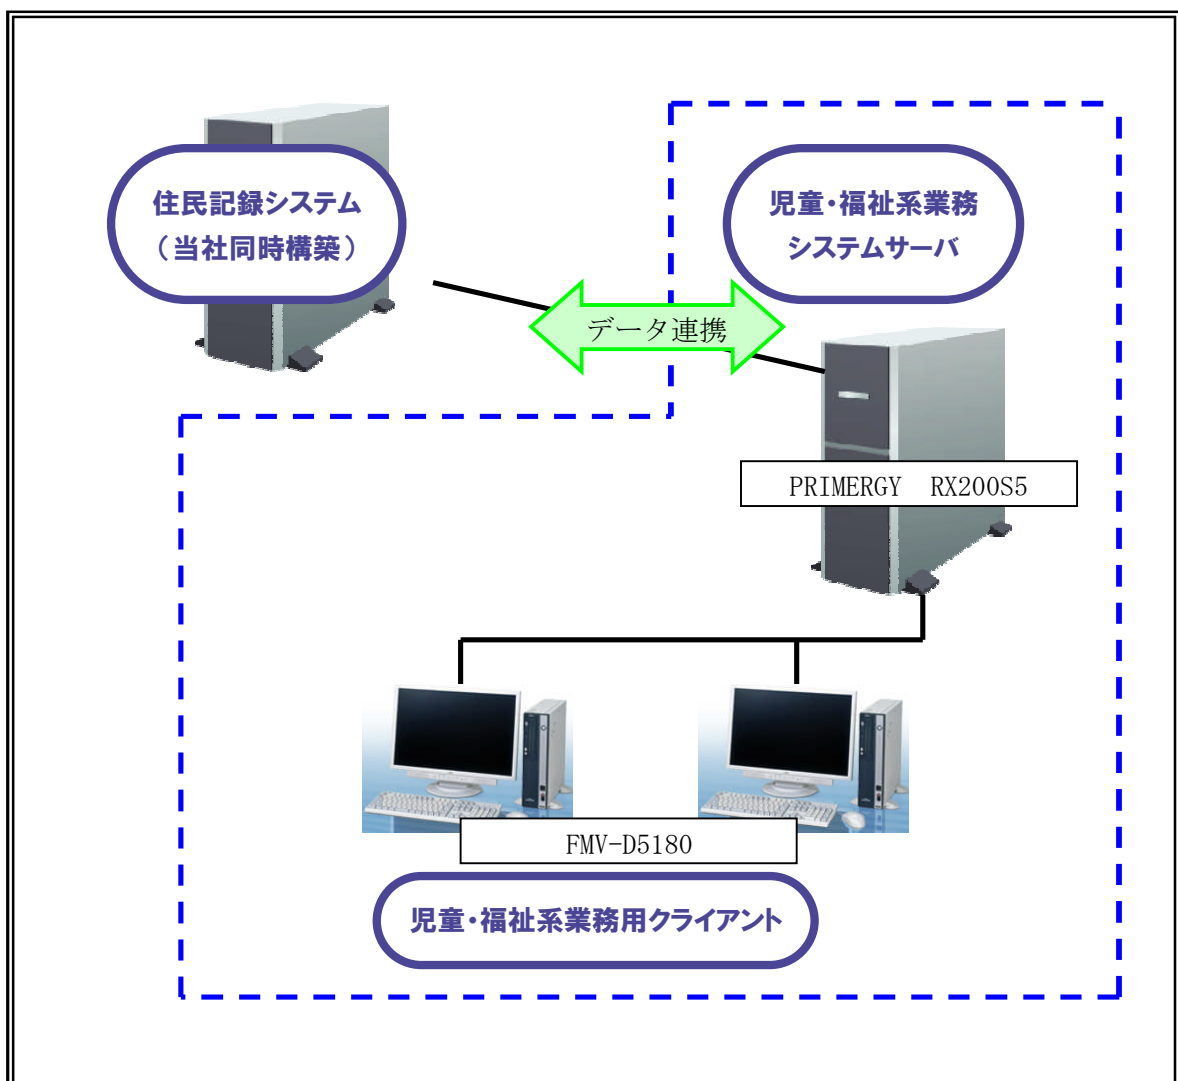 住民記録システム
（当社同時構築）
児童・福祉系業務
システムサーバ
データ連携
PRIMERGY　RX200S5
FMV-D5180
児童・福祉系業務用クライアント